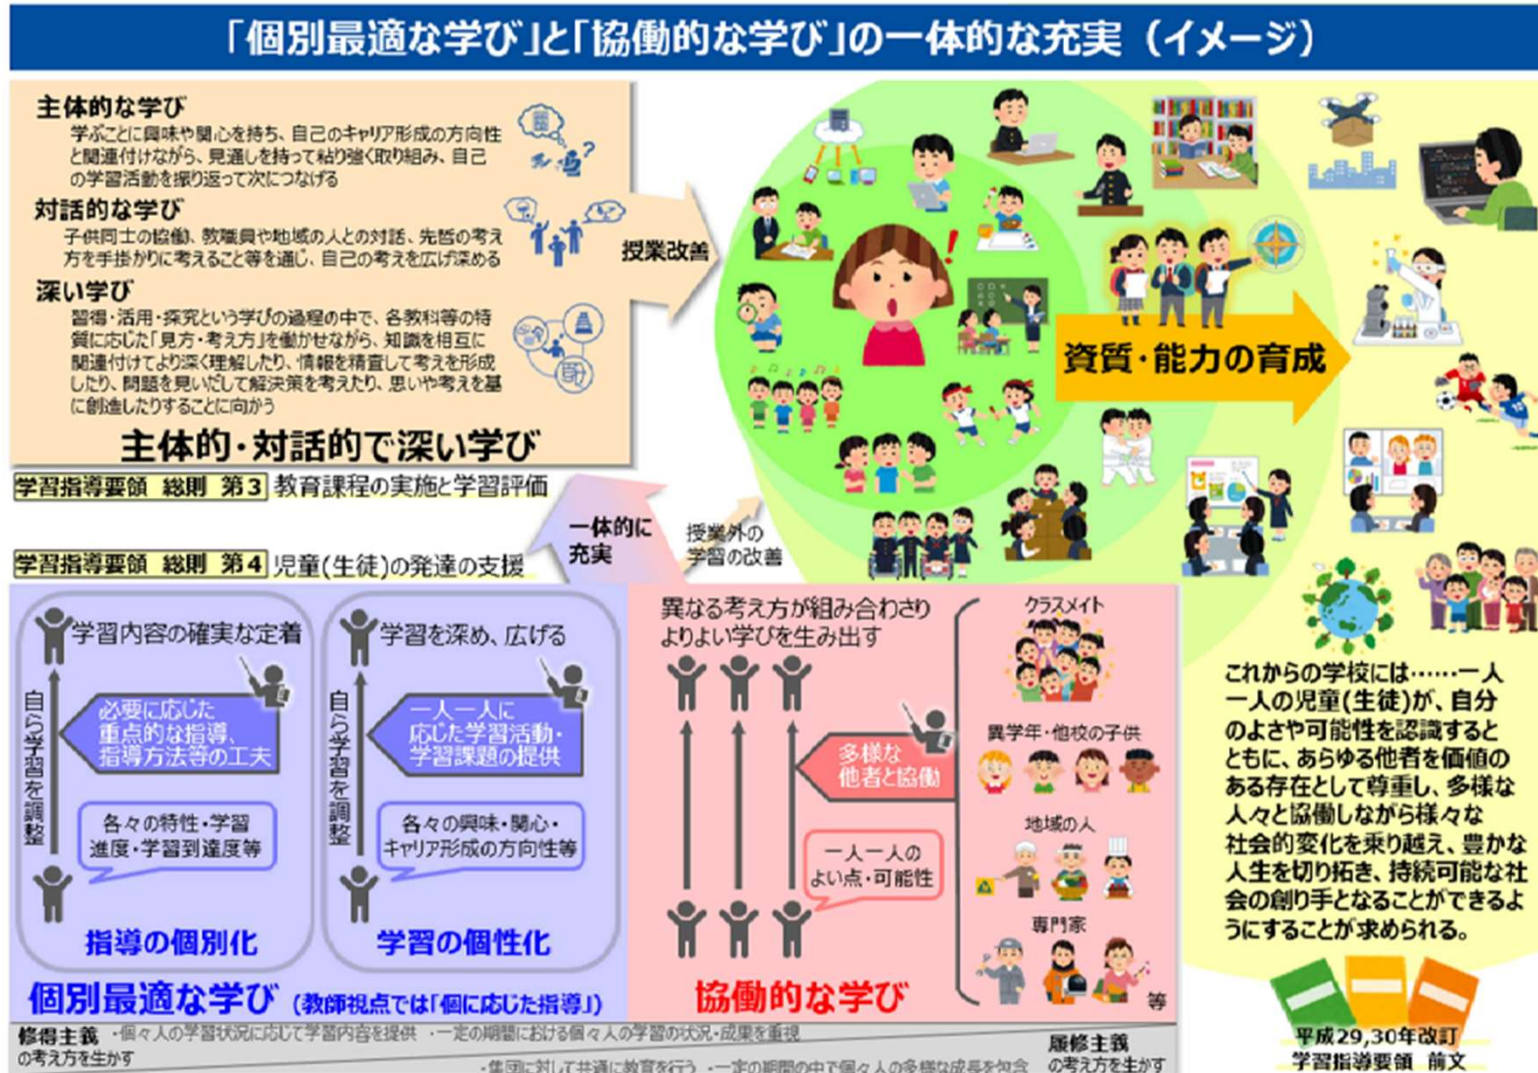 「個別最適な学び」と「協働的な学び」の一体的な充実（イメージ）
主体的な学び
学ぶことに興味や関心を持ち、自己のキャリア形成の方向性
と関連付けながら、見通しを持って粘り強く取り組み、自己
の学習活動を振り返って次につなげる
対話的な学び
子供同士の協働、教職員や地域の人との対話、先哲の考え
方を手掛かりに考えること等を通じ、自己の考えを広げ深める
深い学び
習得・活用・探究という学びの過程の中で、各教科等の特
質に応じた「見方・考え方」を働かせながら、知識を相互に
関連付けてより深く理解したり、情報を精査して考えを形成
したり、問題を見いだして解決策を考えたり、思いや考えを基
に創造したりすることに向かう
主体的・対話的で深い学び
授業改善
資質・能力の育成
学習指導要領 総則 第3 教育課程の実施と学習評価
学習指導要領 総則 第4 児童(生徒)の発達の支援
一体的に
充実
授業外の
学習の改善
学習内容の確実な定着
自ら学習を調整
必要に応じた
重点的な指導、
指導方法等の工夫
各々の特性・学習
進度・学習到達度等
指導の個別化
学習を深め、広げる
自ら学習を調整
一人一人に
応じた学習活動・
学習課題の提供
各々の興味・関心・
キャリア形成の方向性等
学習の個性化
個別最適な学び (教師視点では「個に応じた指導」)
異なる考え方が組み合わさり
よりよい学びを生み出す
多様な
他者と協働
一人一人の
よい点・可能性
協働的な学び
クラスメイト
異学年・他校の子供
地域の人
専門家
等
これからの学校には……一人
一人の児童(生徒)が、自分
のよさや可能性を認識すると
ともに、あらゆる他者を価値の
ある存在として尊重し、多様な
人々と協働しながら様々な
社会的変化を乗り越え、豊かな
人生を切り拓き、持続可能な社
会の創り手となることができるよ
うにすることが求められる。
平成29,30年改訂
学習指導要領 前文
修得主義
の考え方を生かす
・個々人の学習状況に応じて学習内容を提供 ・一定の期間における個々人の学習の状況・成果を重視
・集団に対して共通に教育を行う ・一定の期間の中で個々人の多様な成長を包含
履修主義
の考え方を生かす